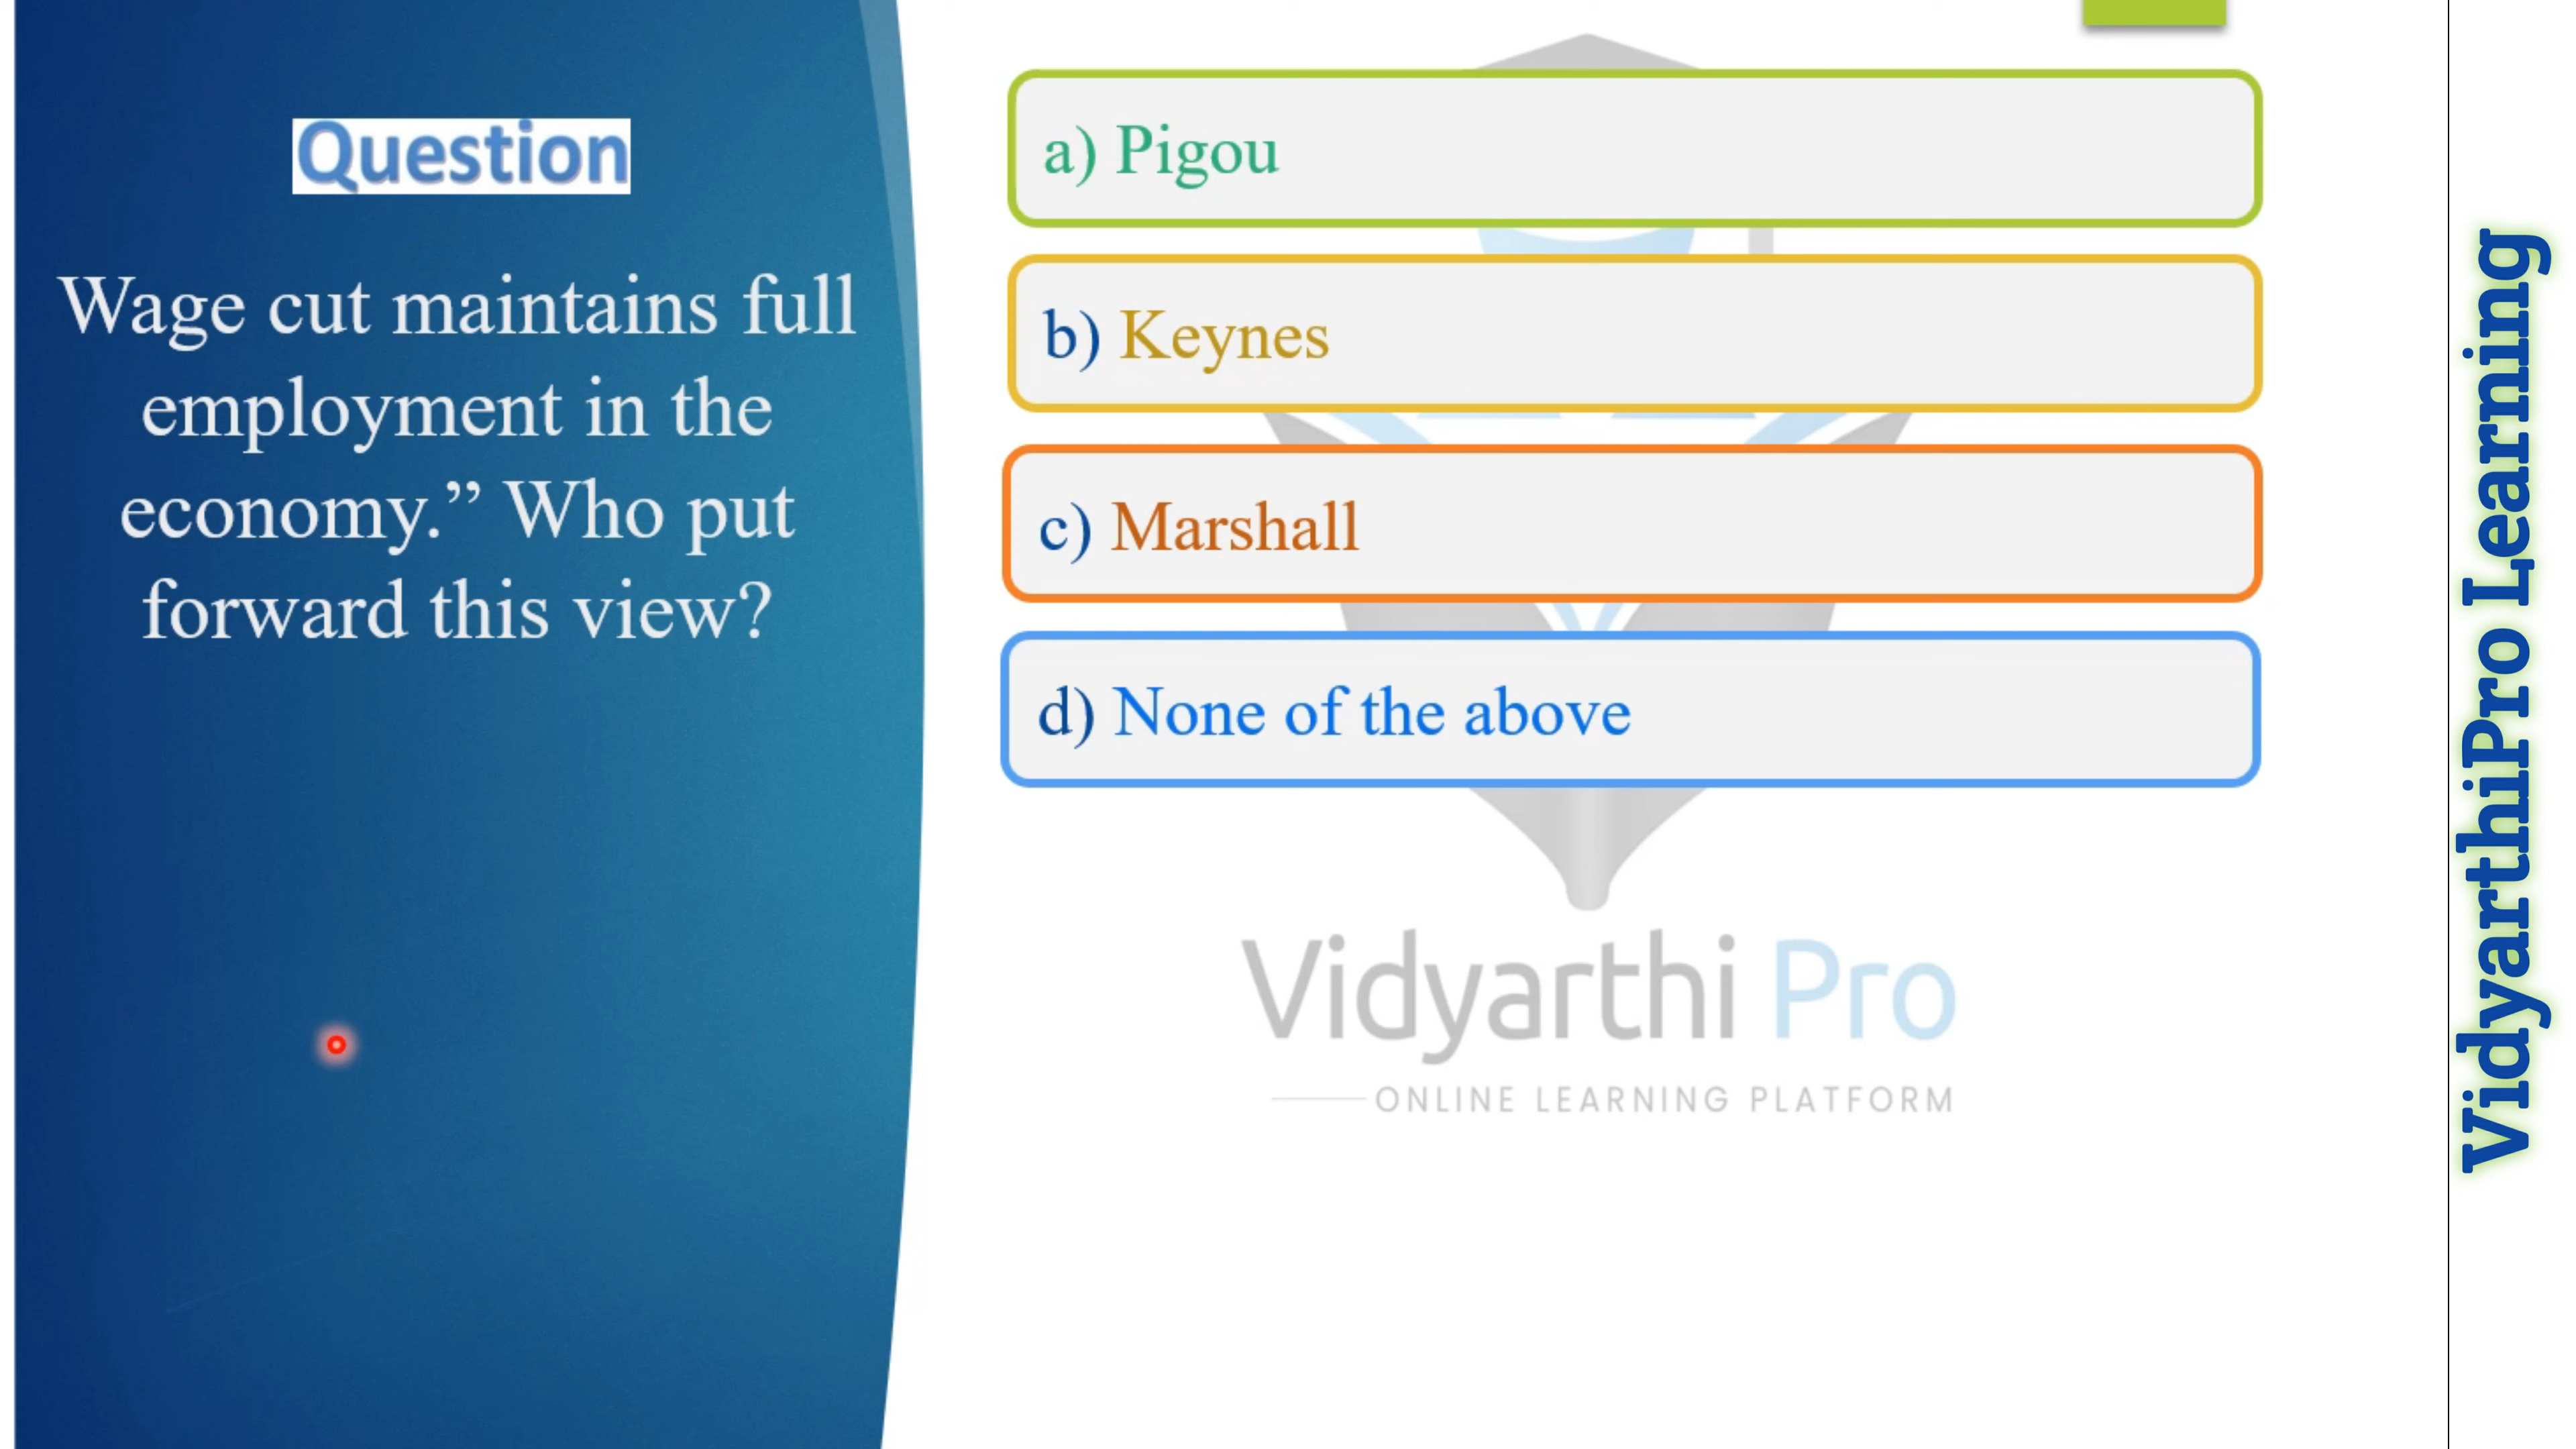 Question
Wage cut maintains full
employment in the
economy.” Who put
forward this view?
a) Pigou
b) Keynes
c) Marshall
d) None of the above
Vidyarthi Pro
ONLINE LEARNING PLATFORM
VidyarthiPro Learning